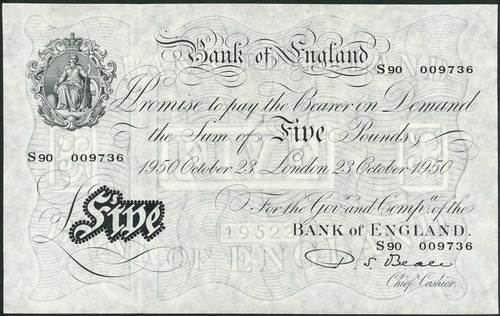 Bank of England
S90 009736
I Promise to pay the Bearer on Demand
the Sum of Five Pounds
S90 009736
1950 October 23 London 23 October 1950
For the Gov.r and Comp.a of the
£Five
BANK of ENGLAND.
S90 009736
P. S. Beale
Chief Cashier.